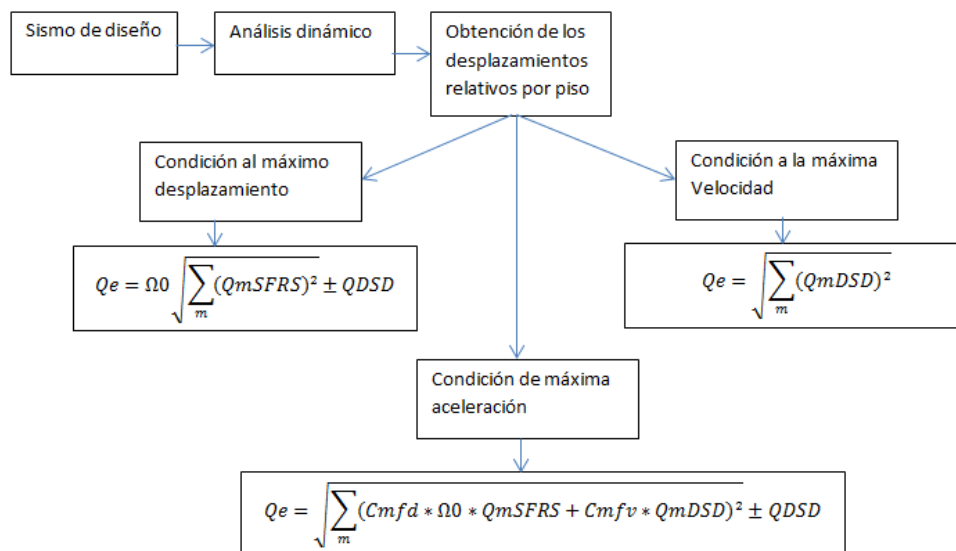 Sismo de diseño
Análisis dinámico
Obtención de los
desplazamientos
relativos por piso
Condición al máximo
desplazamiento
Condición a la máxima
Velocidad
Qe = Ω0 √∑m(QmSFRS)² ± QDSD
Qe = √∑m(QmDSD)²
Condición de máxima
aceleración
Qe = √∑m(Cmfd * Ω0 * QmSFRS + Cmfv * QmDSD)² ± QDSD